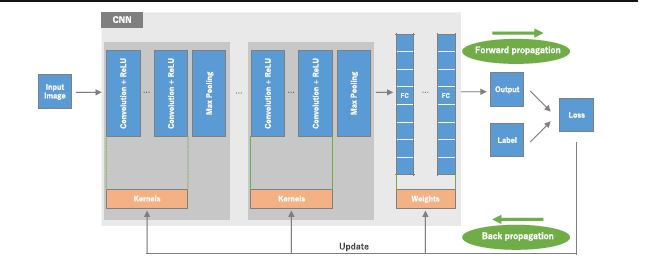 CNN
Forward propagation
Input
Image
Convolution + ReLU
...
Convolution + ReLU
Max Pooling
...
Convolution + ReLU
...
Convolution + ReLU
Max Pooling
FC
...
FC
Output
Label
Loss
Kernels
Kernels
Weights
Back propagation
Update